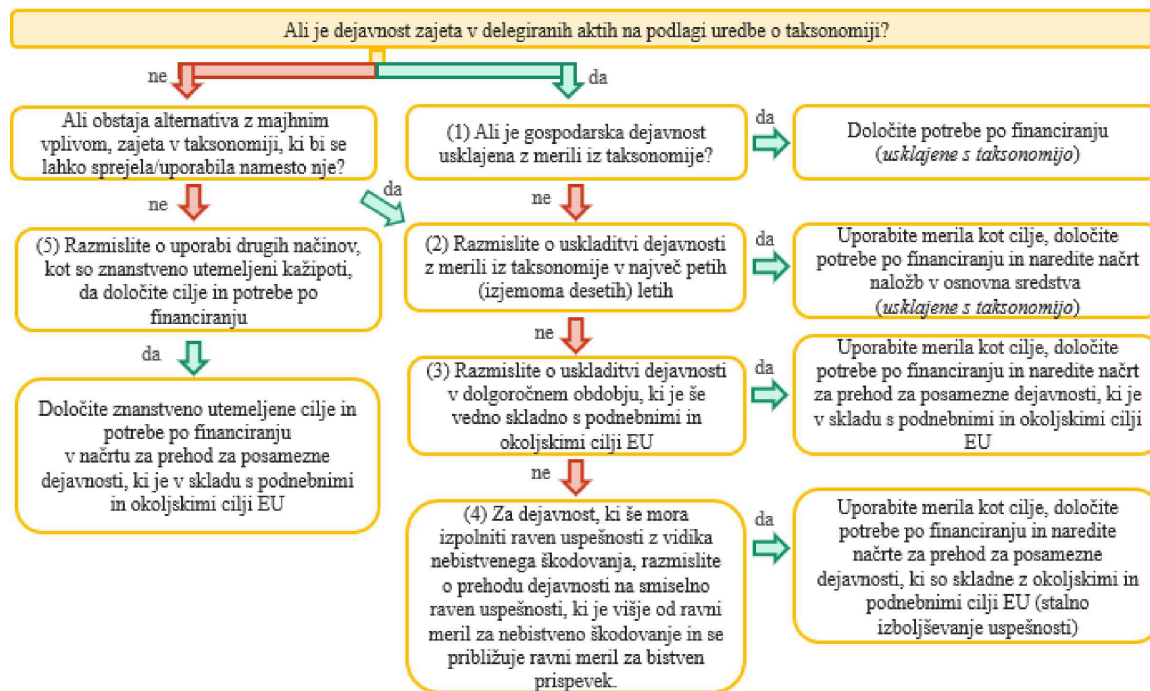 Ali je dejavnost zajeta v delegiranih aktih na podlagi uredbe o taksonomiji?
ne
da
Ali obstaja alternativa z majhnim
vplivom, zajeta v taksonomiji, ki bi se
lahko sprejela/uporabila namesto nje?
(1) Ali je gospodarska dejavnost
usklajena z merili iz taksonomije?
da
Določite potrebe po financiranju
(usklajene s taksonomijo)
ne
da
ne
(5) Razmislite o uporabi drugih načinov,
kot so znanstveno utemeljeni kažipoti,
da določite cilje in potrebe po
financiranju
(2) Razmislite o uskladitvi dejavnosti
z merili iz taksonomije v največ petih
(izjemoma desetih) letih
da
Uporabite merila kot cilje, določite
potrebe po financiranju in naredite načrt
naložb v osnovna sredstva
(usklajene s taksonomijo)
da
ne
Določite znanstveno utemeljene cilje in
potrebe po financiranju
v načrtu za prehod za posamezne
dejavnosti, ki je v skladu s podnebnimi
in okoljskimi cilji EU
(3) Razmislite o uskladitvi dejavnosti
v dolgoročnem obdobju, ki je še
vedno skladno s podnebnimi in
okoljskimi cilji EU
da
Uporabite merila kot cilje, določite
potrebe po financiranju in naredite načrt
za prehod za posamezne dejavnosti, ki je
v skladu s podnebnimi in okoljskimi cilji
EU
ne
(4) Za dejavnost, ki še mora
izpolniti raven uspešnosti z vidika
nebistvenega škodovanja, razmislite
o prehodu dejavnosti na smiselno
raven uspešnosti, ki je višje od ravni
meril za nebistveno škodovanje in se
približuje ravni meril za bistven
prispevek.
da
Uporabite merila kot cilje, določite
potrebe po financiranju in naredite
načrte za prehod za posamezne
dejavnosti, ki so skladne z okoljskimi in
podnebnimi cilji EU (stalno
izboljševanje uspešnosti)